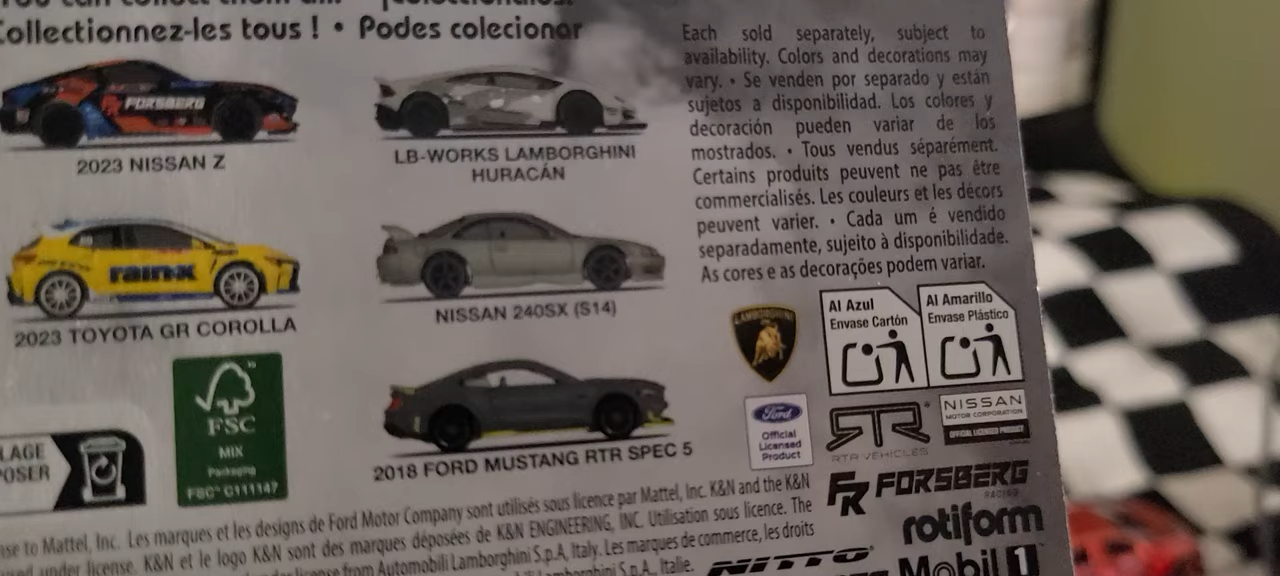 Collectionnez-les tous ! • Podes colecionar
FORSBERG
2023 NISSAN Z
LB-WORKS LAMBORGHINI
HURACÁN
rain-x
2023 TOYOTA GR COROLLA
NISSAN 240SX (S14)
2018 FORD MUSTANG RTR SPEC 5
Each sold separately, subject to
availability. Colors and decorations may
vary. • Se venden por separado y están
sujetos a disponibilidad. Los colores y
decoración pueden variar de los
mostrados. • Tous vendus séparément.
Certains produits peuvent ne pas être
commercialisés. Les couleurs et les décors
peuvent varier. • Cada um é vendido
separadamente, sujeito à disponibilidade.
As cores e as decorações podem variar.
LAMBORGHINI
Al Azul
Envase Cartón
Al Amarillo
Envase Plástico
FSC
MIX
Packaging
FSC™ C111147
Ford
Official
Licensed
Product
RTR
RTR VEHICLES
NISSAN
MOTOR CORPORATION
OFFICIAL LICENSED PRODUCT
FR FORSBERG
RACING
rotiform
Mobil 1
NITTO
to Mattel, Inc. Les marques et les designs de Ford Motor Company sont utilisés sous licence par Mattel, Inc. K&N and the K&N
under license. K&N et le logo K&N sont des marques déposées de K&N ENGINEERING, INC. Utilisation sous licence. The
license from Automobili Lamborghini S.p.A, Italy. Les marques de commerce, les droits
Lamborghini S.p.A., Italie.